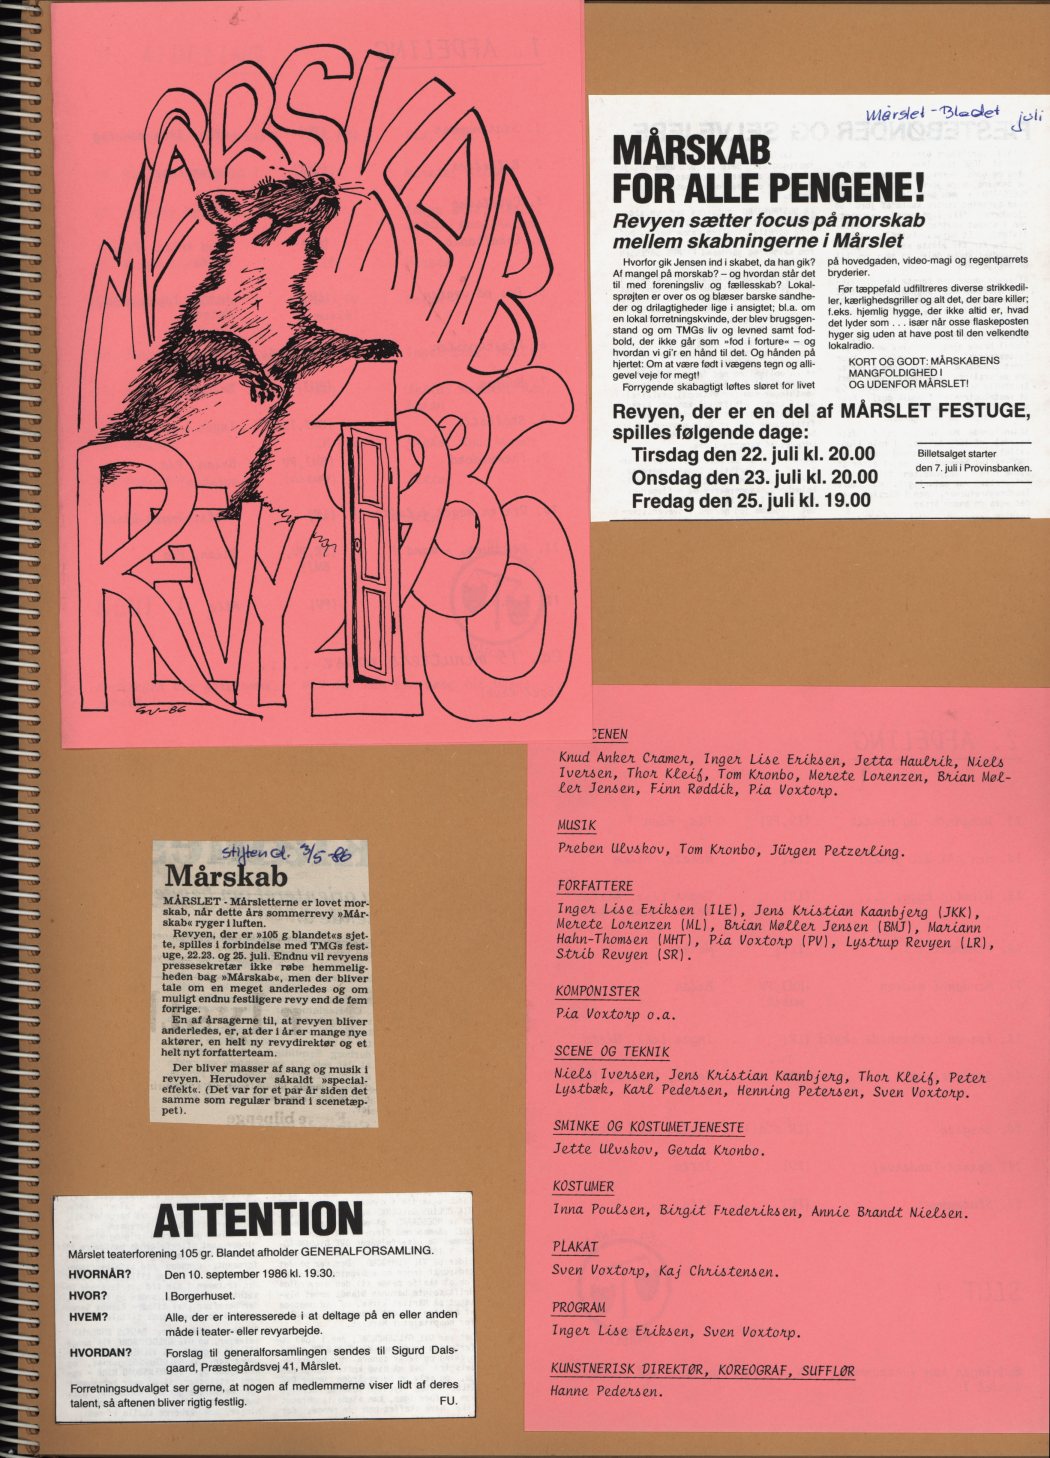 MÅRSKAB
REVY 1986
SV-86
Mårslet-Bladet juli
MÅRSKAB
FOR ALLE PENGENE!
Revyen sætter focus på morskab
mellem skabningerne i Mårslet
Hvorfor gik Jensen ind i skabet, da han gik?
Af mangel på morskab? – og hvordan står det
til med foreningsliv og fællesskab? Lokal-
sprøjten er over os og blæser barske sandhe-
der og drilagtigheder lige i ansigtet; bl.a. om
en lokal forretningskvinde, der blev brugsgen-
stand og om TMGs liv og levned samt fod-
bold, der ikke går som »fod i forture« – og
hvordan vi gi'r en hånd til det. Og hånden på
hjertet: Om at være født i vægens tegn og alli-
gevel veje for megt!
Forrygende skabagtigt løftes sløret for livet
på hovedgaden, video-magi og regentparrets
bryderier.
Før tæppefald udfiltreres diverse strikkedil-
ler, kærlighedsgriller og alt det, der bare killer;
f.eks. hjemlig hygge, der ikke altid er, hvad
det lyder som . . . især når osse flaskeposten
hyger sig uden at have post til den velkendte
lokalradio.
KORT OG GODT: MÅRSKABENS
MANGFOLDIGHED I
OG UDENFOR MÅRSLET!
Revyen, der er en del af MÅRSLET FESTUGE,
spilles følgende dage:
Tirsdag den 22. juli kl. 20.00
Onsdag den 23. juli kl. 20.00
Fredag den 25. juli kl. 19.00
Billetsalget starter
den 7. juli i Provinsbanken.
Stiften d. 3/5-86
Mårskab
MÅRSLET - Mårsletterne er lovet mor-
skab, når dette års sommerrevy »Mår-
skab« ryger i luften.
Revyen, der er »105 g blandet«s sjet-
te, spilles i forbindelse med TMGs fest-
uge, 22.23. og 25. juli. Endnu vil revyens
pressesekretær ikke røbe hemmelig-
heden bag »Mårskab«, men der bliver
tale om en meget anderledes og om
muligt endnu festligere revy end de fem
forrige.
En af årsagerne til, at revyen bliver
anderledes, er, at der i år er mange nye
aktører, en helt ny revydirektør og et
helt nyt forfatterteam.
Der bliver masser af sang og musik i
revyen. Herudover såkaldt »special-
effekt«. (Det var for et par år siden det
samme som regulær brand i scenetæp-
pet).
ATTENTION
Mårslet teaterforening 105 gr. Blandet afholder GENERALFORSAMLING.
HVORNÅR? Den 10. september 1986 kl. 19.30.
HVOR? I Borgerhuset.
HVEM? Alle, der er interesserede i at deltage på en eller anden
måde i teater- eller revyarbejde.
HVORDAN? Forslag til generalforsamlingen sendes til Sigurd Dals-
gaard, Præstegårdsvej 41, Mårslet.
Forretningsudvalget ser gerne, at nogen af medlemmerne viser lidt af deres
talent, så aftenen bliver rigtig festlig. FU.
CENEN
Knud Anker Cramer, Inger Lise Eriksen, Jetta Haulrik, Niels
Iversen, Thor Kleif, Tom Kronbo, Merete Lorenzen, Brian Møl-
ler Jensen, Finn Røddik, Pia Voxtorp.
MUSIK
Preben Ulvskov, Tom Kronbo, Jürgen Petzerling.
FORFATTERE
Inger Lise Eriksen (ILE), Jens Kristian Kaanbjerg (JKK),
Merete Lorenzen (ML), Brian Møller Jensen (BMJ), Mariann
Hahn-Thomsen (MHT), Pia Voxtorp (PV), Lystrup Revyen (LR),
Strib Revyen (SR).
KOMPONISTER
Pia Voxtorp o.a.
SCENE OG TEKNIK
Niels Iversen, Jens Kristian Kaanbjerg, Thor Kleif, Peter
Lystbæk, Karl Pedersen, Henning Petersen, Sven Voxtorp.
SMINKE OG KOSTUMETJENESTE
Jette Ulvskov, Gerda Kronbo.
KOSTUMER
Inna Poulsen, Birgit Frederiksen, Annie Brandt Nielsen.
PLAKAT
Sven Voxtorp, Kaj Christensen.
PROGRAM
Inger Lise Eriksen, Sven Voxtorp.
KUNSTNERISK DIREKTØR, KOREOGRAF, SUFFLØR
Hanne Pedersen.